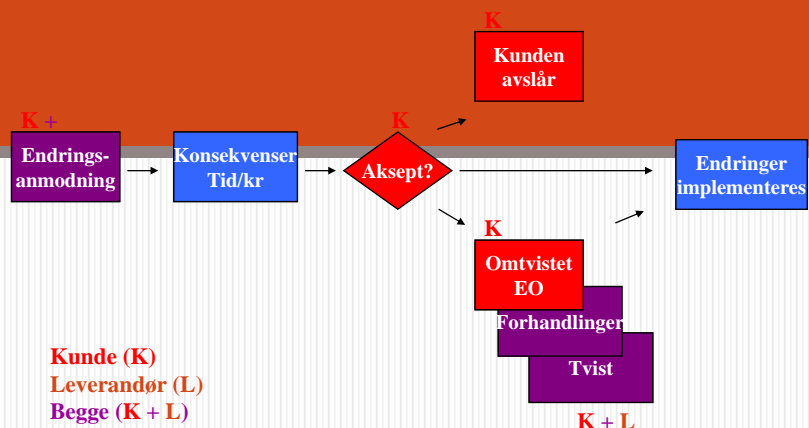 K
Kunden
avslår
K +
K
Endrings-
anmodning
Konsekvenser
Tid/kr
Aksept?
Endringer
implementeres
K
Omtvistet
EO
Forhandlinger
Tvist
Kunde (K)
Leverandør (L)
Begge (K + L)
K + L